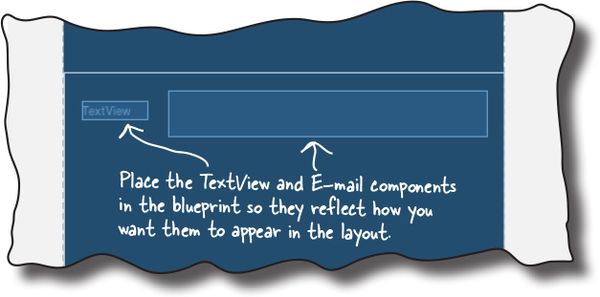 TextView
Place the TextView and E-mail components
in the blueprint so they reflect how you
want them to appear in the layout.